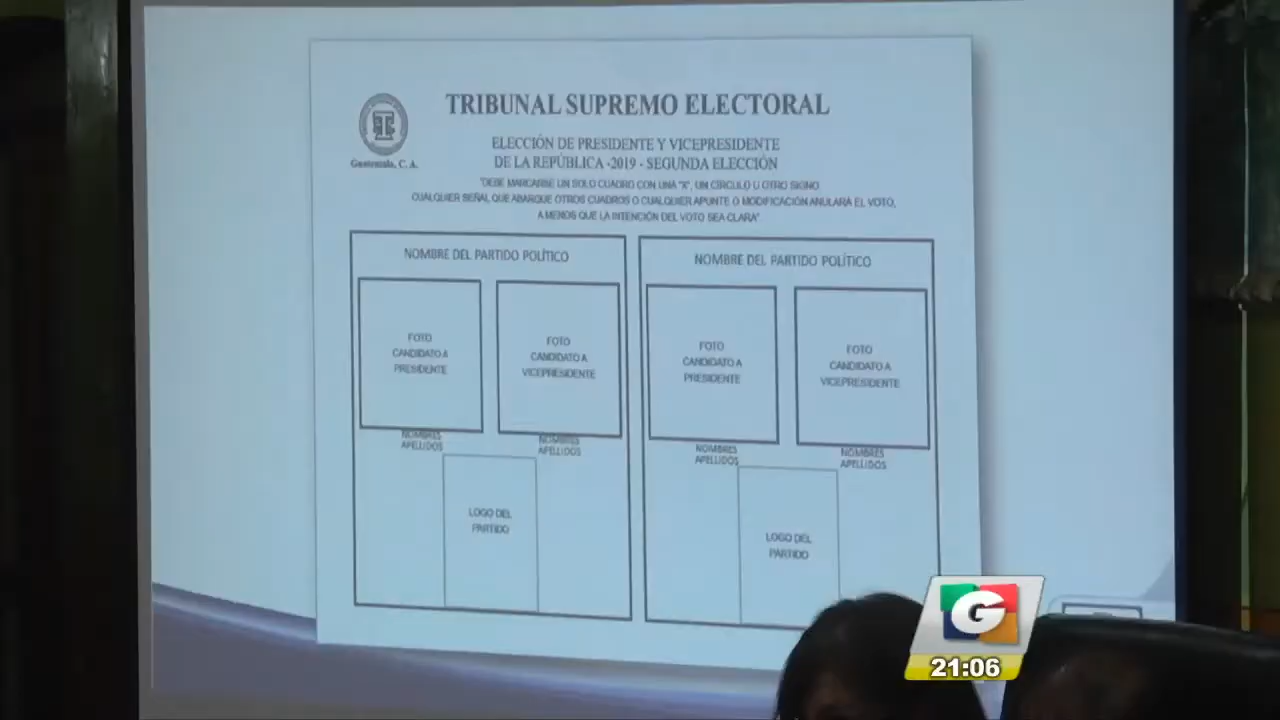 TRIBUNAL SUPREMO ELECTORAL
Guatemala, C. A.
ELECCIÓN DE PRESIDENTE Y VICEPRESIDENTE
DE LA REPÚBLICA -2019 - SEGUNDA ELECCIÓN
"DEBE MARCARSE UN SOLO CUADRO CON UNA "X", UN CÍRCULO U OTRO SIGNO
CUALQUIER SEÑAL QUE ABARQUE OTROS CUADROS O CUALQUIER APUNTE O MODIFICACIÓN ANULARÁ EL VOTO,
A MENOS QUE LA INTENCIÓN DEL VOTO SEA CLARA"
NOMBRE DEL PARTIDO POLÍTICO
FOTO
CANDIDATO A
PRESIDENTE
FOTO
CANDIDATO A
VICEPRESIDENTE
NOMBRES
APELLIDOS
NOMBRES
APELLIDOS
LOGO DEL
PARTIDO
NOMBRE DEL PARTIDO POLÍTICO
FOTO
CANDIDATO A
PRESIDENTE
FOTO
CANDIDATO A
VICEPRESIDENTE
NOMBRES
APELLIDOS
NOMBRES
APELLIDOS
LOGO DEL
PARTIDO
G
21:06